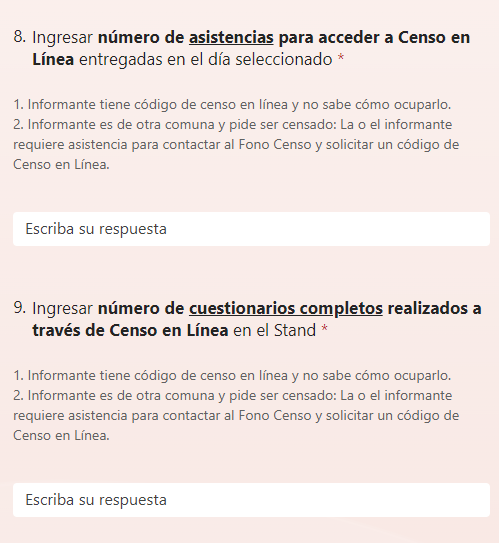 8. Ingresar número de asistencias para acceder a Censo en
Línea entregadas en el día seleccionado *
1. Informante tiene código de censo en línea y no sabe cómo ocuparlo.
2. Informante es de otra comuna y pide ser censado: La o el informante
requiere asistencia para contactar al Fono Censo y solicitar un código de
Censo en Línea.
Escriba su respuesta
9. Ingresar número de cuestionarios completos realizados a
través de Censo en Línea en el Stand *
1. Informante tiene código de censo en línea y no sabe cómo ocuparlo.
2. Informante es de otra comuna y pide ser censado: La o el informante
requiere asistencia para contactar al Fono Censo y solicitar un código de
Censo en Línea.
Escriba su respuesta